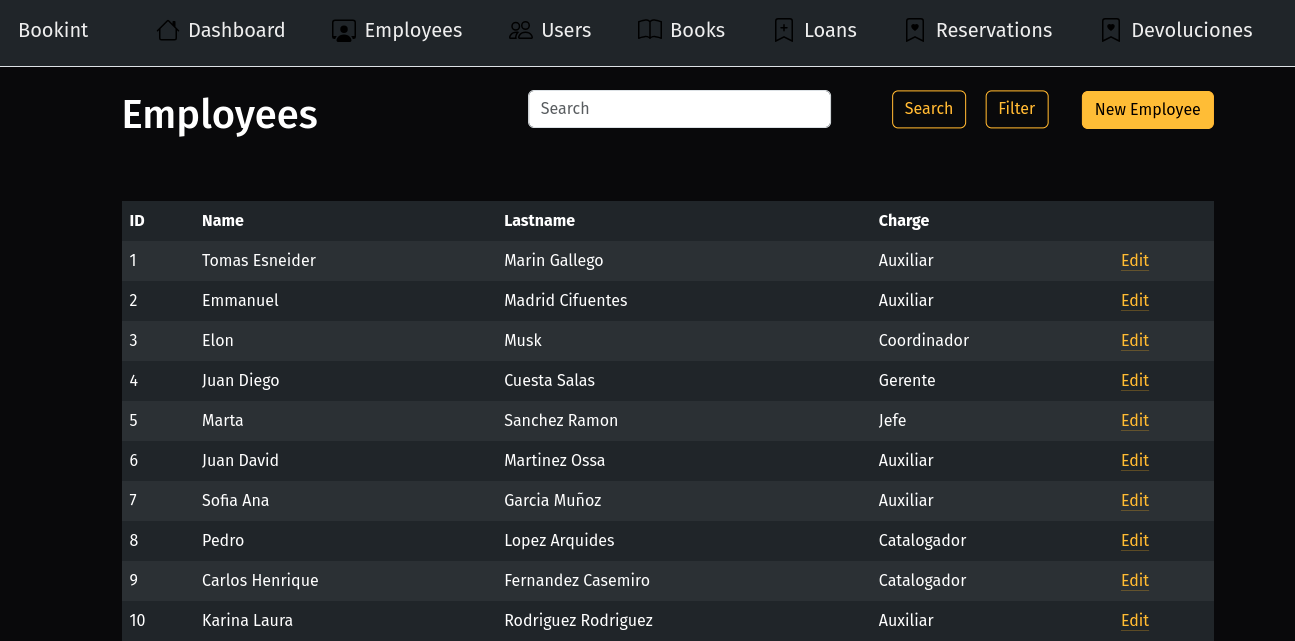 Bookint Dashboard Employees Users Books Loans Reservations Devoluciones
Employees Search Search Filter New Employee
ID Name Lastname Charge
1 Tomas Esneider Marin Gallego Auxiliar Edit
2 Emmanuel Madrid Cifuentes Auxiliar Edit
3 Elon Musk Coordinador Edit
4 Juan Diego Cuesta Salas Gerente Edit
5 Marta Sanchez Ramon Jefe Edit
6 Juan David Martinez Ossa Auxiliar Edit
7 Sofia Ana Garcia Muñoz Auxiliar Edit
8 Pedro Lopez Arquides Catalogador Edit
9 Carlos Henrique Fernandez Casemiro Catalogador Edit
10 Karina Laura Rodriguez Rodriguez Auxiliar Edit